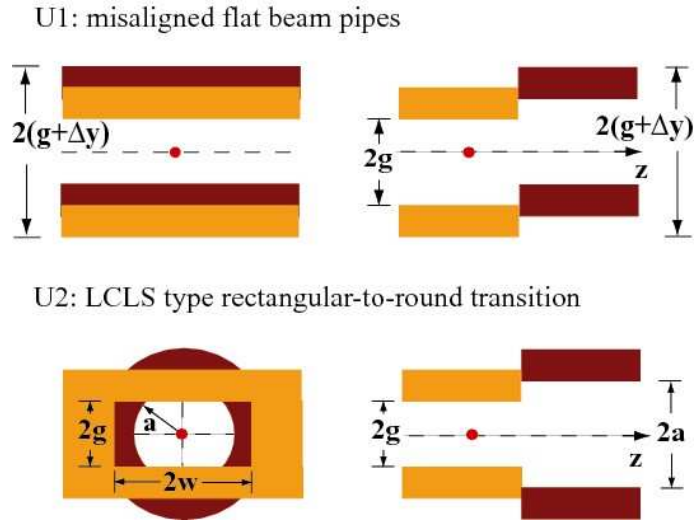 U1: misaligned flat beam pipes
2(g+Δy)
2g
2(g+Δy)
z
U2: LCLS type rectangular-to-round transition
2g
a
2w
2g
2a
z